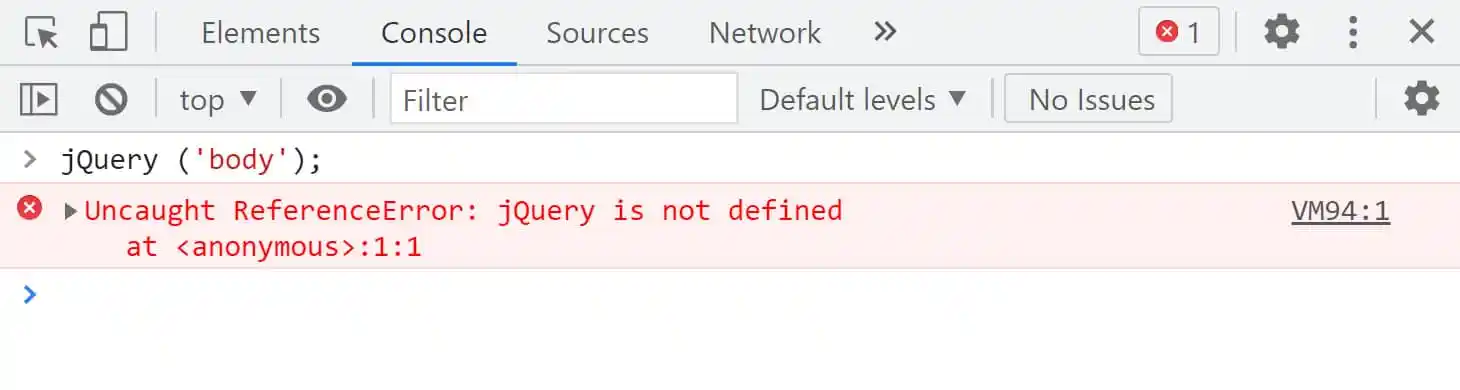 Elements Console Sources Network 1
top Filter Default levels No Issues
jQuery ('body');
Uncaught ReferenceError: jQuery is not defined VM94:1
at <anonymous>:1:1